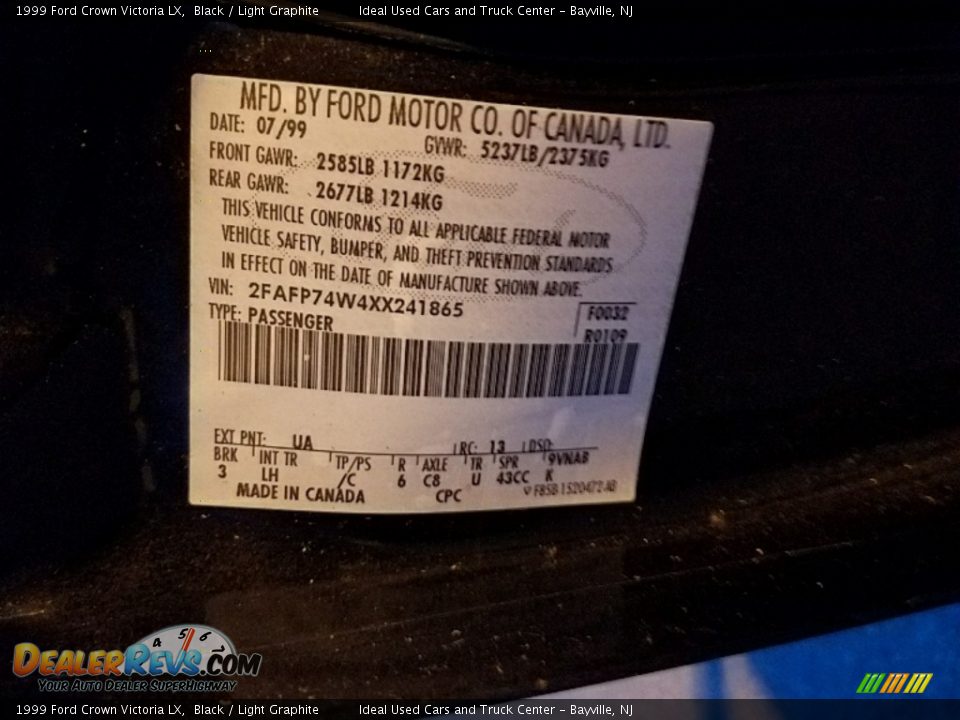 1999 Ford Crown Victoria LX, Black / Light Graphite Ideal Used Cars and Truck Center - Bayville, NJ
MFD. BY FORD MOTOR CO. OF CANADA, LTD.
DATE: 07/99 GVWR: 5237LB/2375KG
FRONT GAWR: 2585LB 1172KG
REAR GAWR: 2677LB 1214KG
THIS VEHICLE CONFORMS TO ALL APPLICABLE FEDERAL MOTOR
VEHICLE SAFETY, BUMPER, AND THEFT PREVENTION STANDARDS
IN EFFECT ON THE DATE OF MANUFACTURE SHOWN ABOVE.
VIN: 2FAFP74W4XX241865
TYPE: PASSENGER F0032
R0109
EXT PNT: UA RC: 13 DSO:
BRK INT TR TP/PS R AXLE TR SPR 9VNAB
3 LH /C 6 C8 U 43CC K
MADE IN CANADA CPC F85B-1520472-AB
4 5 6
DEALERREVS.COM
YOUR AUTO DEALER SUPERHIGHWAY
1999 Ford Crown Victoria LX, Black / Light Graphite Ideal Used Cars and Truck Center - Bayville, NJ